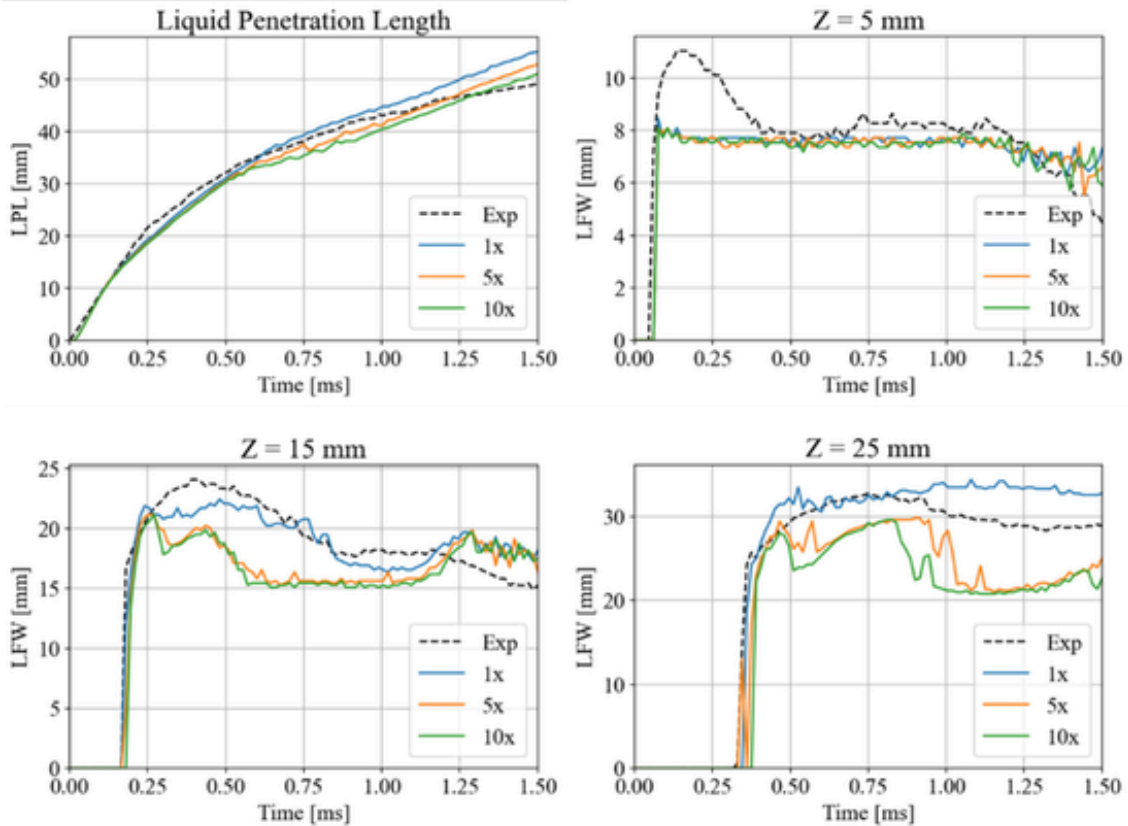 Liquid Penetration Length
50
40
30
20
10
0
LPL [mm]
0.00 0.25 0.50 0.75 1.00 1.25 1.50
Time [ms]
Exp
1x
5x
10x
Z = 5 mm
10
8
6
4
2
0
LFW [mm]
0.00 0.25 0.50 0.75 1.00 1.25 1.50
Time [ms]
Exp
1x
5x
10x
Z = 15 mm
25
20
15
10
5
0
LFW [mm]
0.00 0.25 0.50 0.75 1.00 1.25 1.50
Time [ms]
Exp
1x
5x
10x
Z = 25 mm
30
20
10
0
LFW [mm]
0.00 0.25 0.50 0.75 1.00 1.25 1.50
Time [ms]
Exp
1x
5x
10x